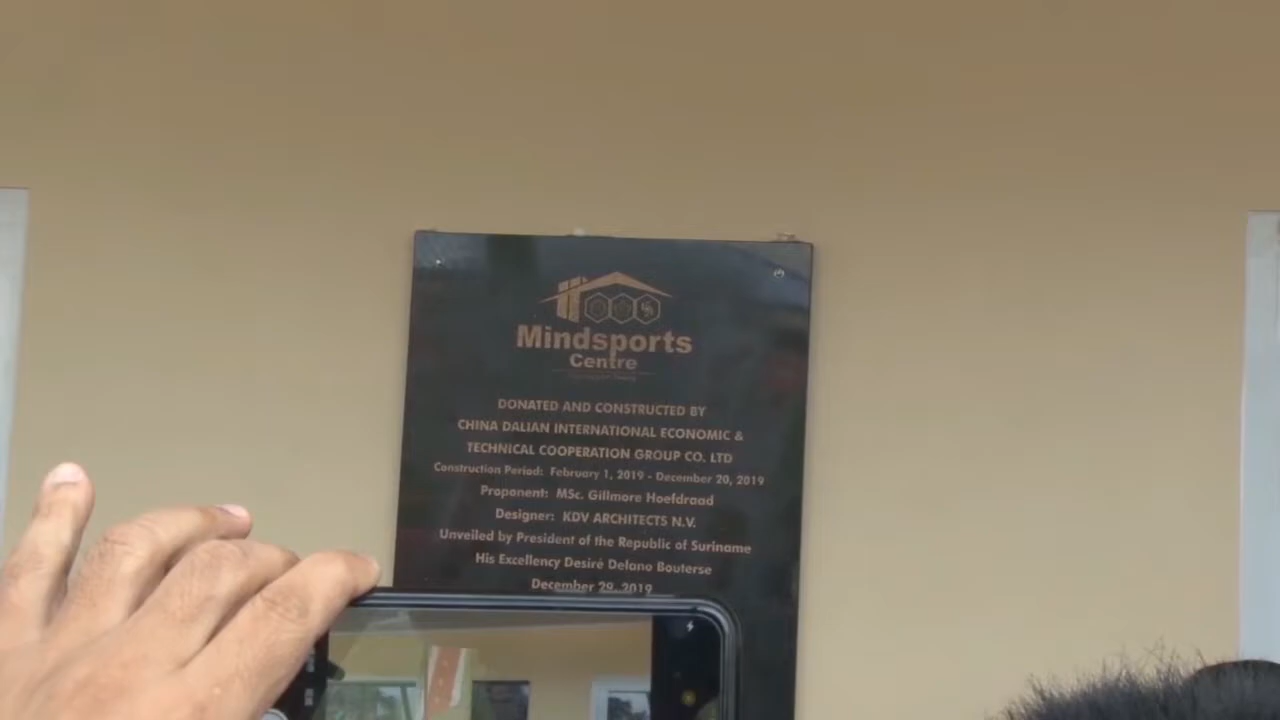 Mindsports
Centre
DONATED AND CONSTRUCTED BY
CHINA DALIAN INTERNATIONAL ECONOMIC &
TECHNICAL COOPERATION GROUP CO. LTD
Construction Period: February 1, 2019 - December 20, 2019
Proponent: MSc. Gillmore Hoefdraad
Designer: KDV ARCHITECTS N.V.
Unveiled by President of the Republic of Suriname
His Excellency Desiré Delano Bouterse
December 29, 2019